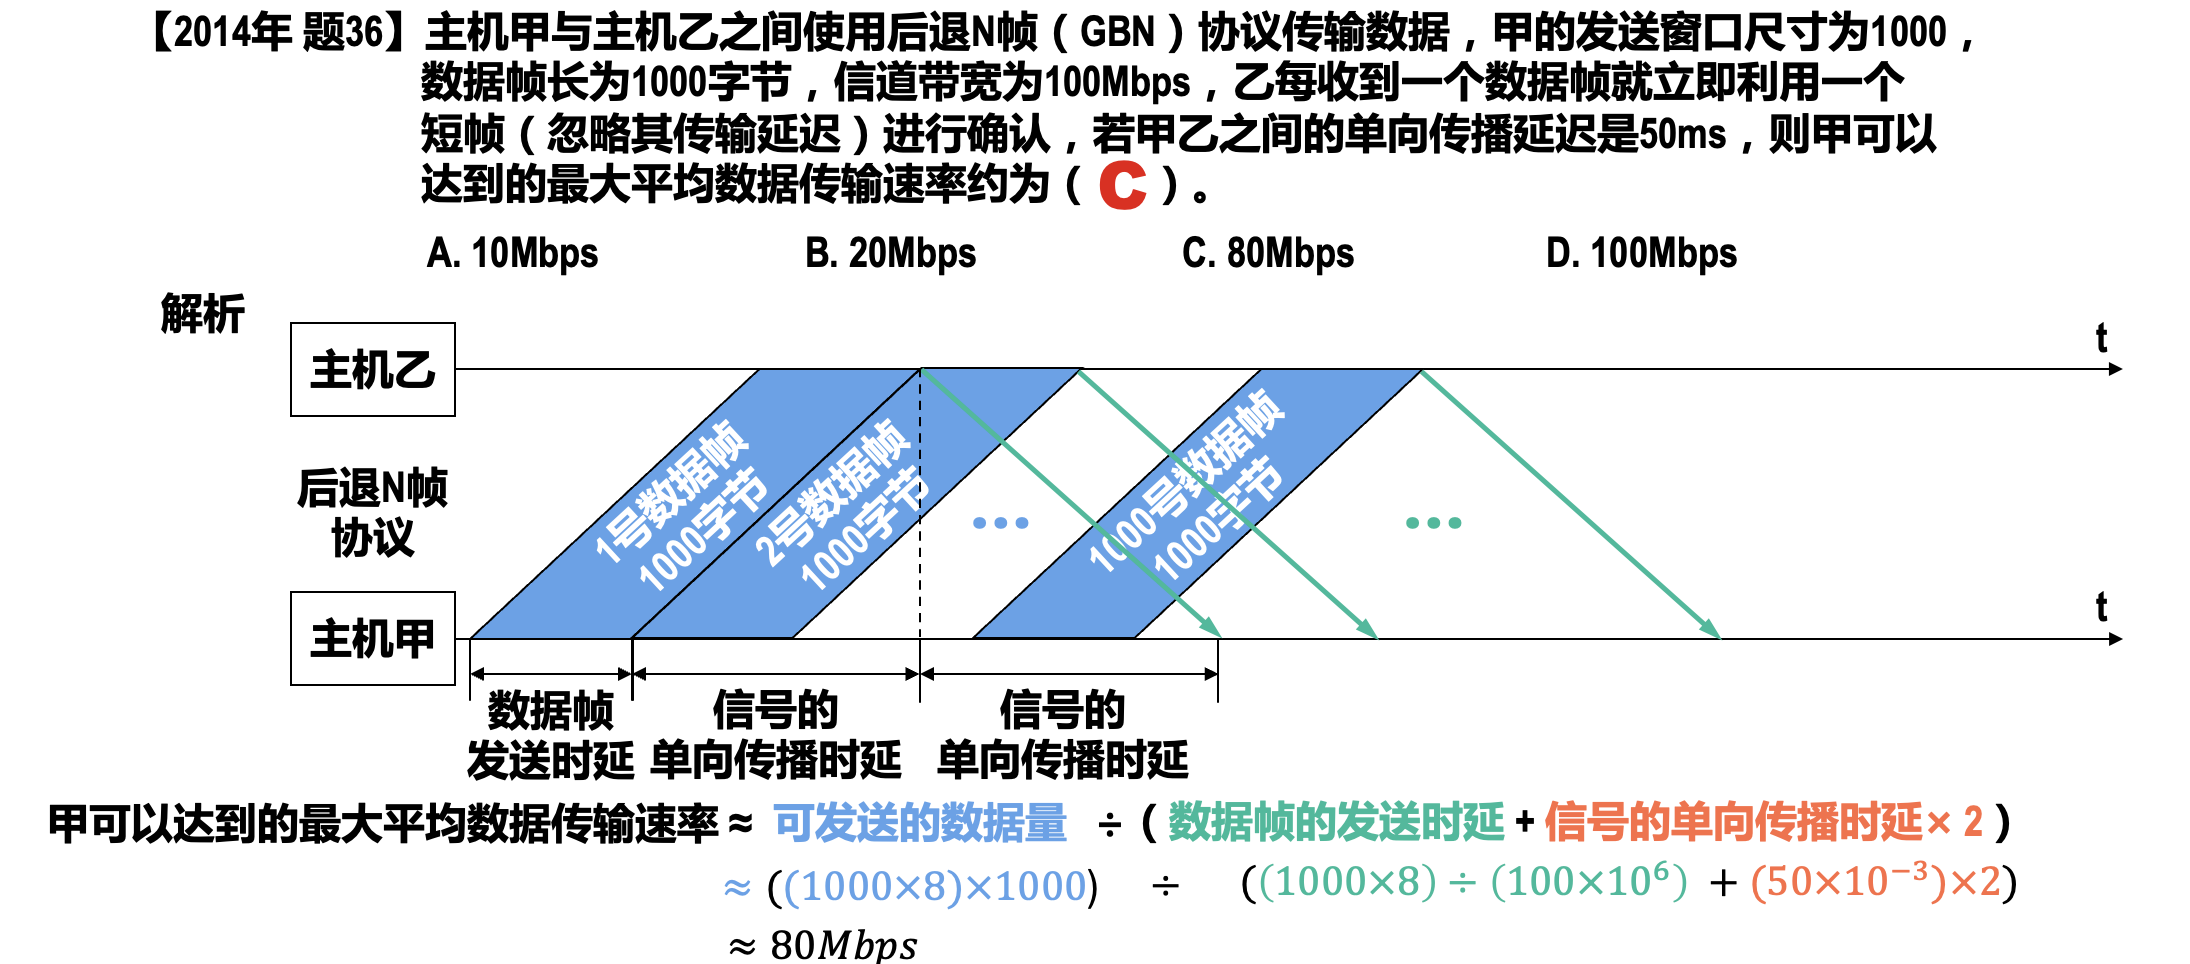 【2014年 题36】主机甲与主机乙之间使用后退N帧（GBN）协议传输数据，甲的发送窗口尺寸为1000，
数据帧长为1000字节，信道带宽为100Mbps，乙每收到一个数据帧就立即利用一个
短帧（忽略其传输延迟）进行确认，若甲乙之间的单向传播延迟是50ms，则甲可以
达到的最大平均数据传输速率约为（ C ）。
A. 10Mbps B. 20Mbps C. 80Mbps D. 100Mbps
解析
主机乙
t
1号数据帧
1000字节
2号数据帧
1000字节
...
1000号数据帧
1000字节
...
后退N帧
协议
主机甲
t
数据帧
发送时延
信号的
单向传播时延
信号的
单向传播时延
甲可以达到的最大平均数据传输速率≈ 可发送的数据量 ÷（数据帧的发送时延 + 信号的单向传播时延× 2）
≈ ((1000×8)×1000) ÷ ((1000×8) ÷ (100×10⁶) + (50×10⁻³)×2)
≈ 80Mbps